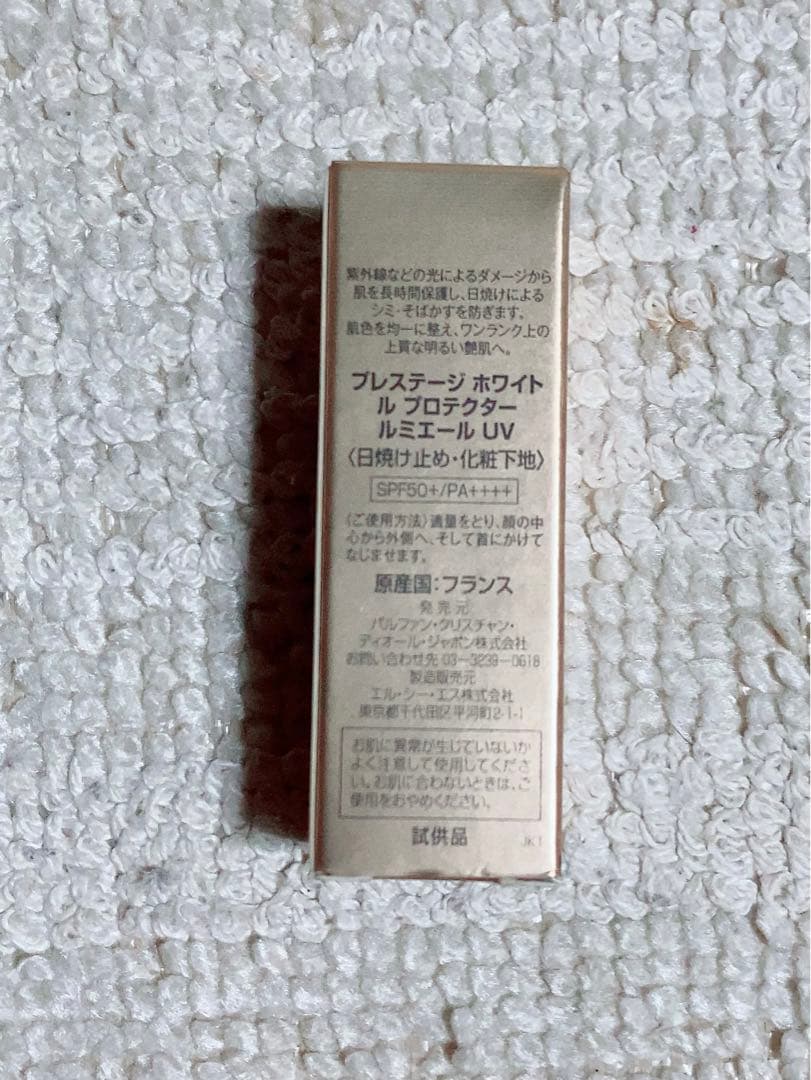 紫外線などの光によるダメージから
肌を長時間保護し、日焼けによる
シミ・そばかすを防ぎます。
肌色を均一に整え、ワンランク上の
上質な明るい艶肌へ。
プレステージ ホワイト
ル プロテクター
ルミエール UV
〈日焼け止め・化粧下地〉
SPF50+/PA++++
〈ご使用方法〉適量をとり、顔の中
心から外側へ、そして首にかけて
なじませます。
原産国:フランス
発売元
パルファン・クリスチャン・
ディオール・ジャポン株式会社
お問い合わせ先 03-3239-0618
製造販売元
エル・シー・エス株式会社
東京都千代田区平河町2-1-1
お肌に異常が生じていないか
よく注意して使用してくださ
い。お肌に合わないときは、ご
使用をおやめください。
試供品
JK1